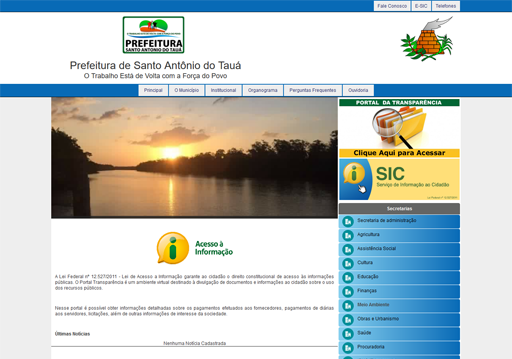 Fale Conosco
E-SIC
Telefones
PREFEITURA
SANTO ANTÔNIO DO TAUÁ
Prefeitura de Santo Antônio do Tauá
O Trabalho Está de Volta com a Força do Povo
Principal
O Município
Institucional
Organograma
Perguntas Frequentes
Ouvidoria
PORTAL DA TRANSPARÊNCIA
Clique Aqui para Acessar
SIC
Serviço de Informação ao Cidadão
Acesso à
Informação
A Lei Federal n° 12.527/2011 - Lei de Acesso a Informação garante ao cidadão o direito constitucional de acesso às informações
públicas. O Portal Transparência é um ambiente virtual destinado à divulgação de documentos e informações ao cidadão sobre o uso
dos recursos públicos.
Nesse portal é possível obter informações detalhadas sobre os pagamentos efetuados aos fornecedores, pagamentos de diárias
aos servidores, licitações, além de outras informações de interesse da sociedade
Últimas Notícias
Nenhuma Notícia Cadastrada
Secretarias
Secretaria de administração
Agricultura
Assistência Social
Cultura
Educação
Finanças
Meio Ambiente
Obras e Urbanismo
Saúde
Procuradoria